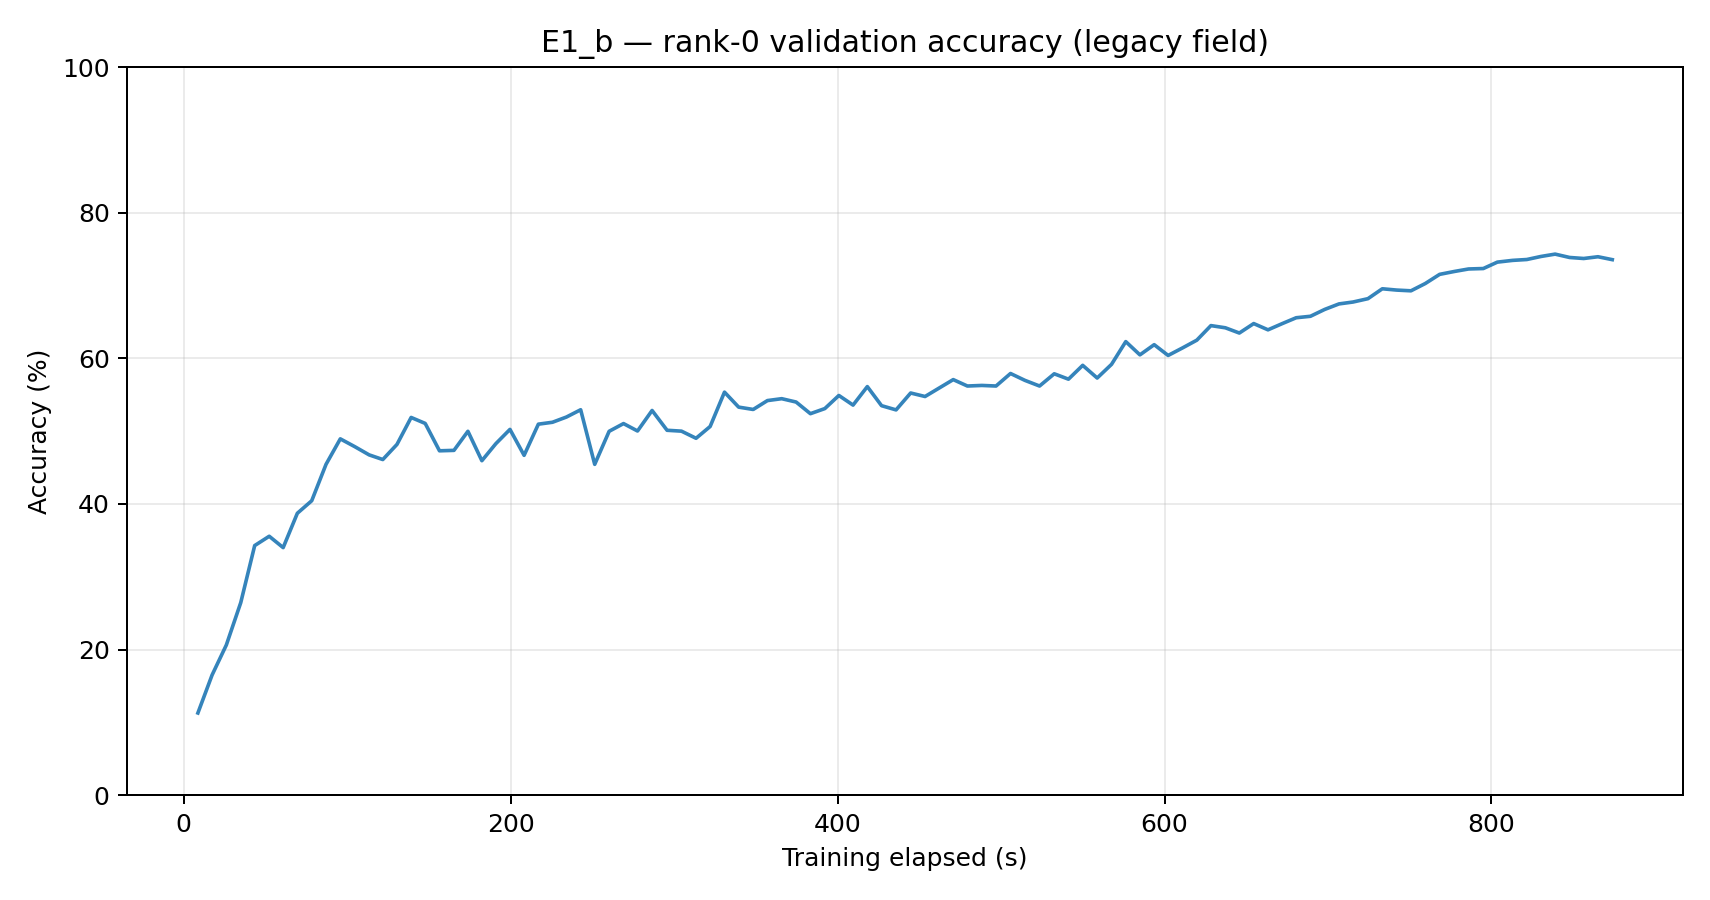 E1_b — rank-0 validation accuracy (legacy field)
100
80
60
40
20
0
Accuracy (%)
0 200 400 600 800
Training elapsed (s)